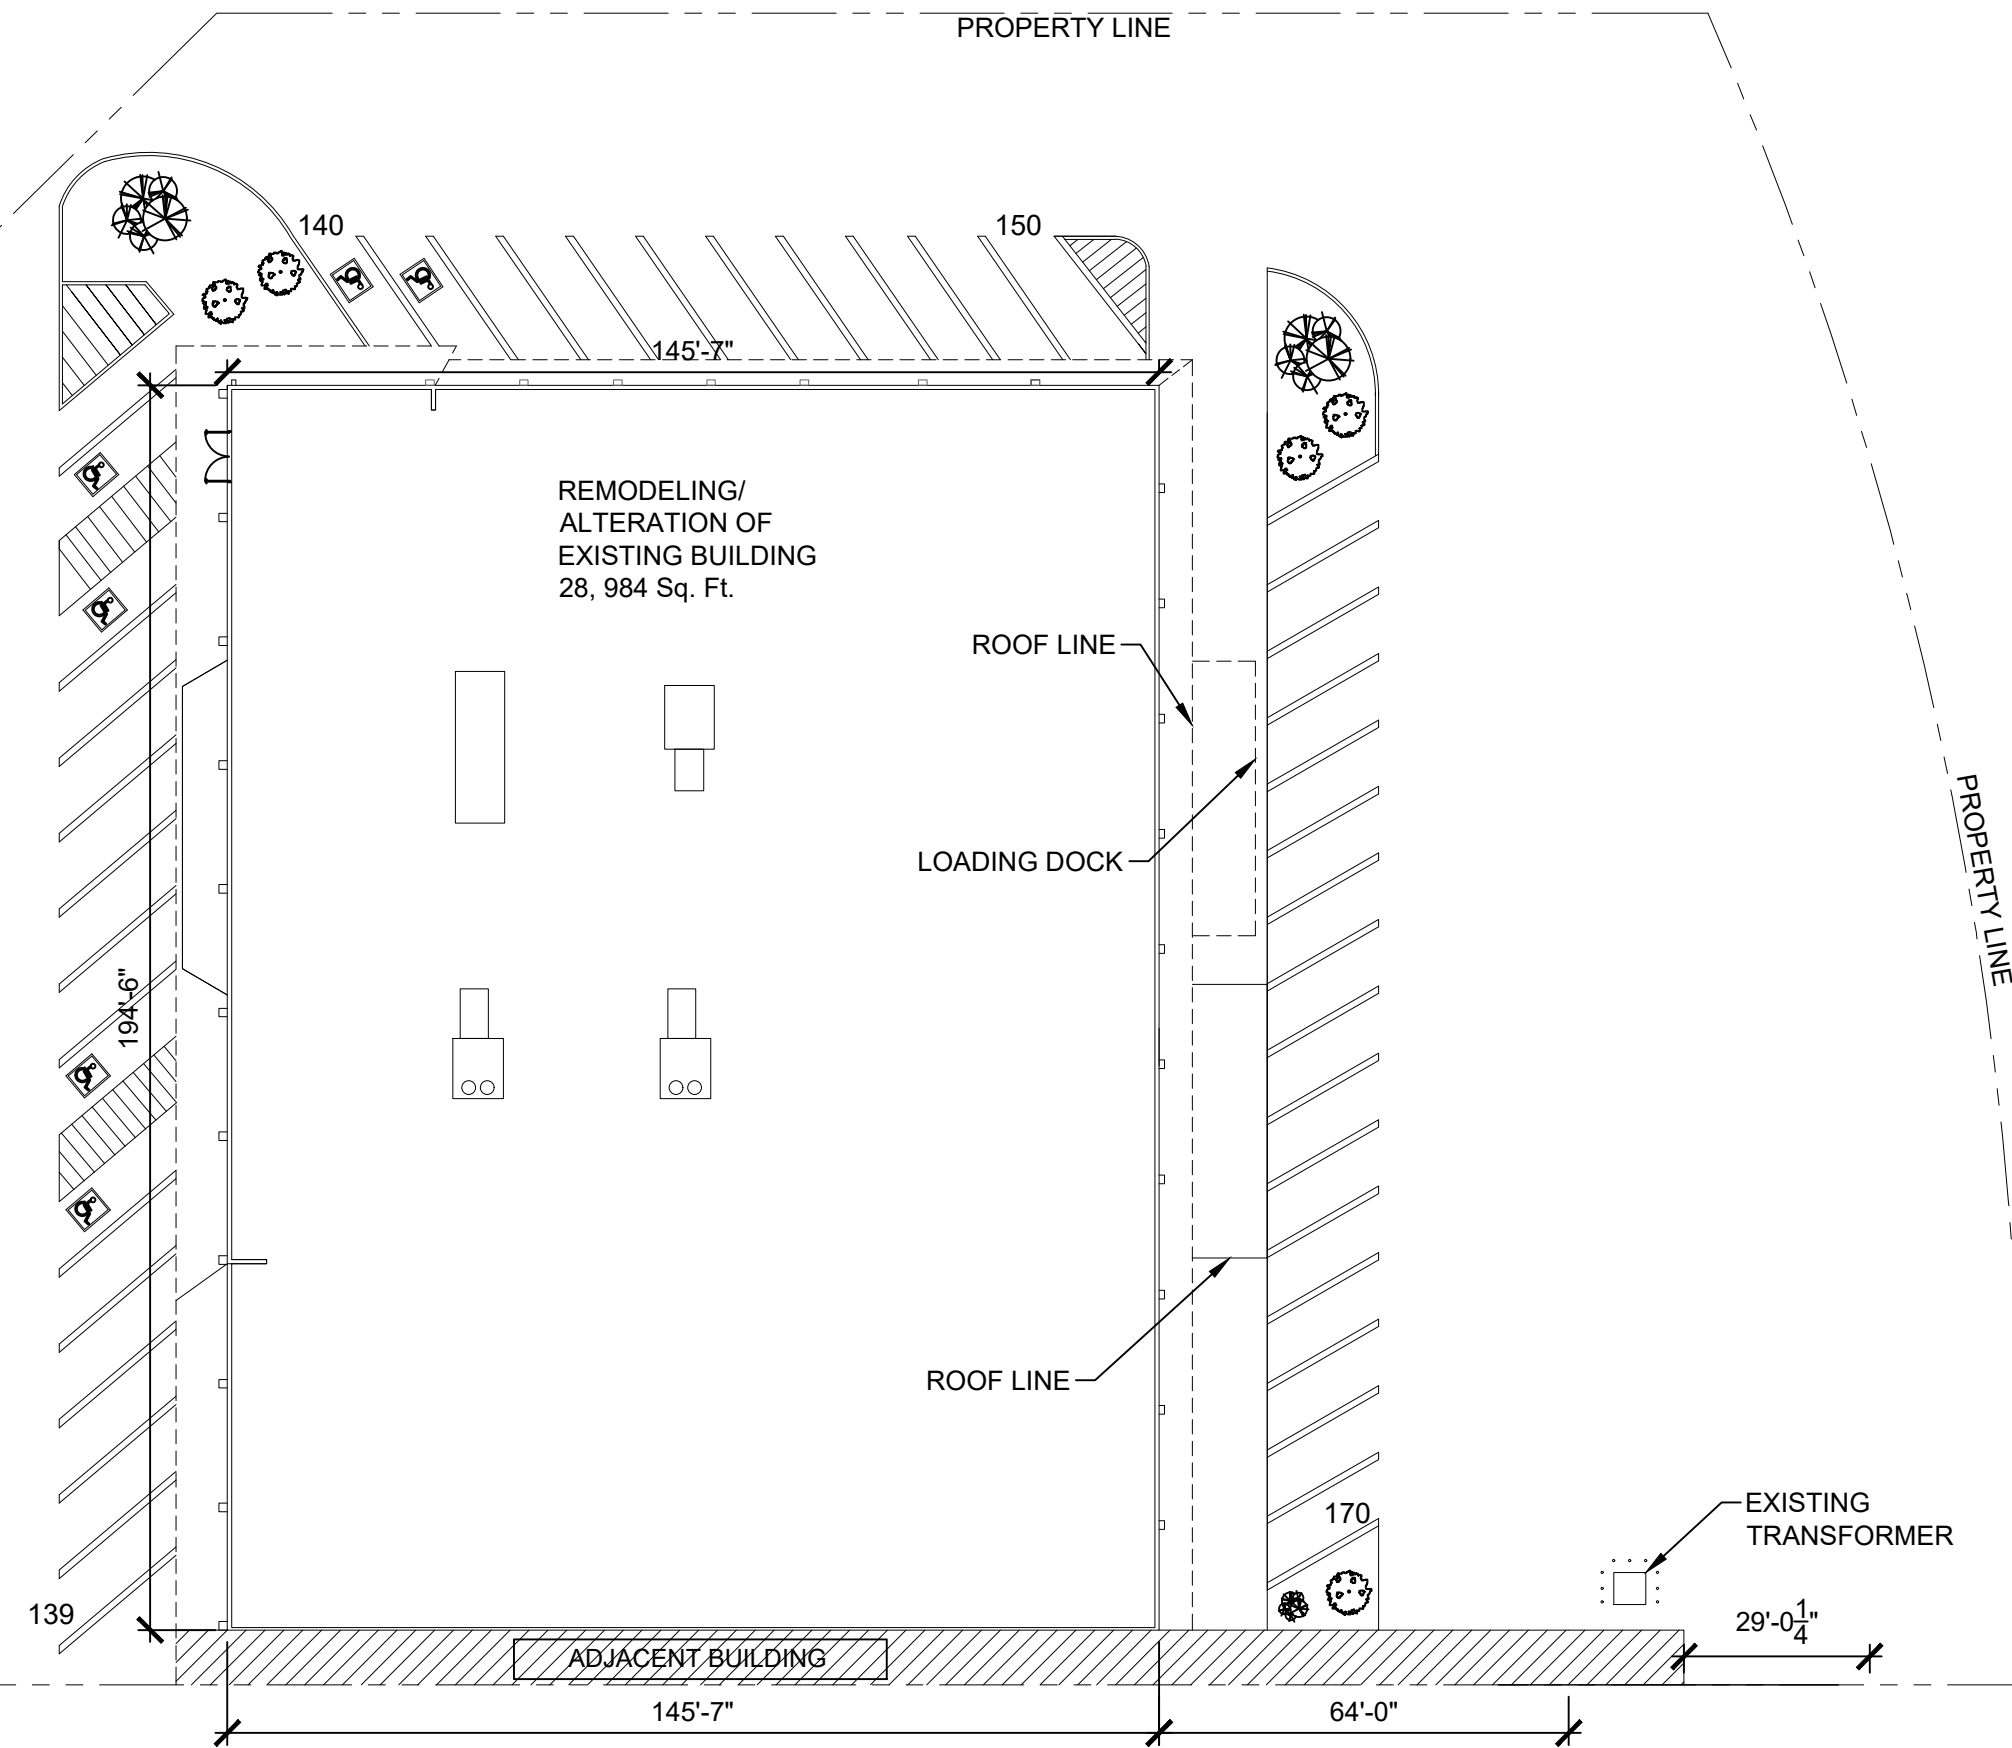 PROPERTY LINE
140
150
145'-7"
REMODELING/
ALTERATION OF
EXISTING BUILDING
28, 984 Sq. Ft.
ROOF LINE
LOADING DOCK
PROPERTY LINE
194'-6"
ROOF LINE
170
EXISTING
TRANSFORMER
139
29'-0 1/4"
ADJACENT BUILDING
145'-7"
64'-0"